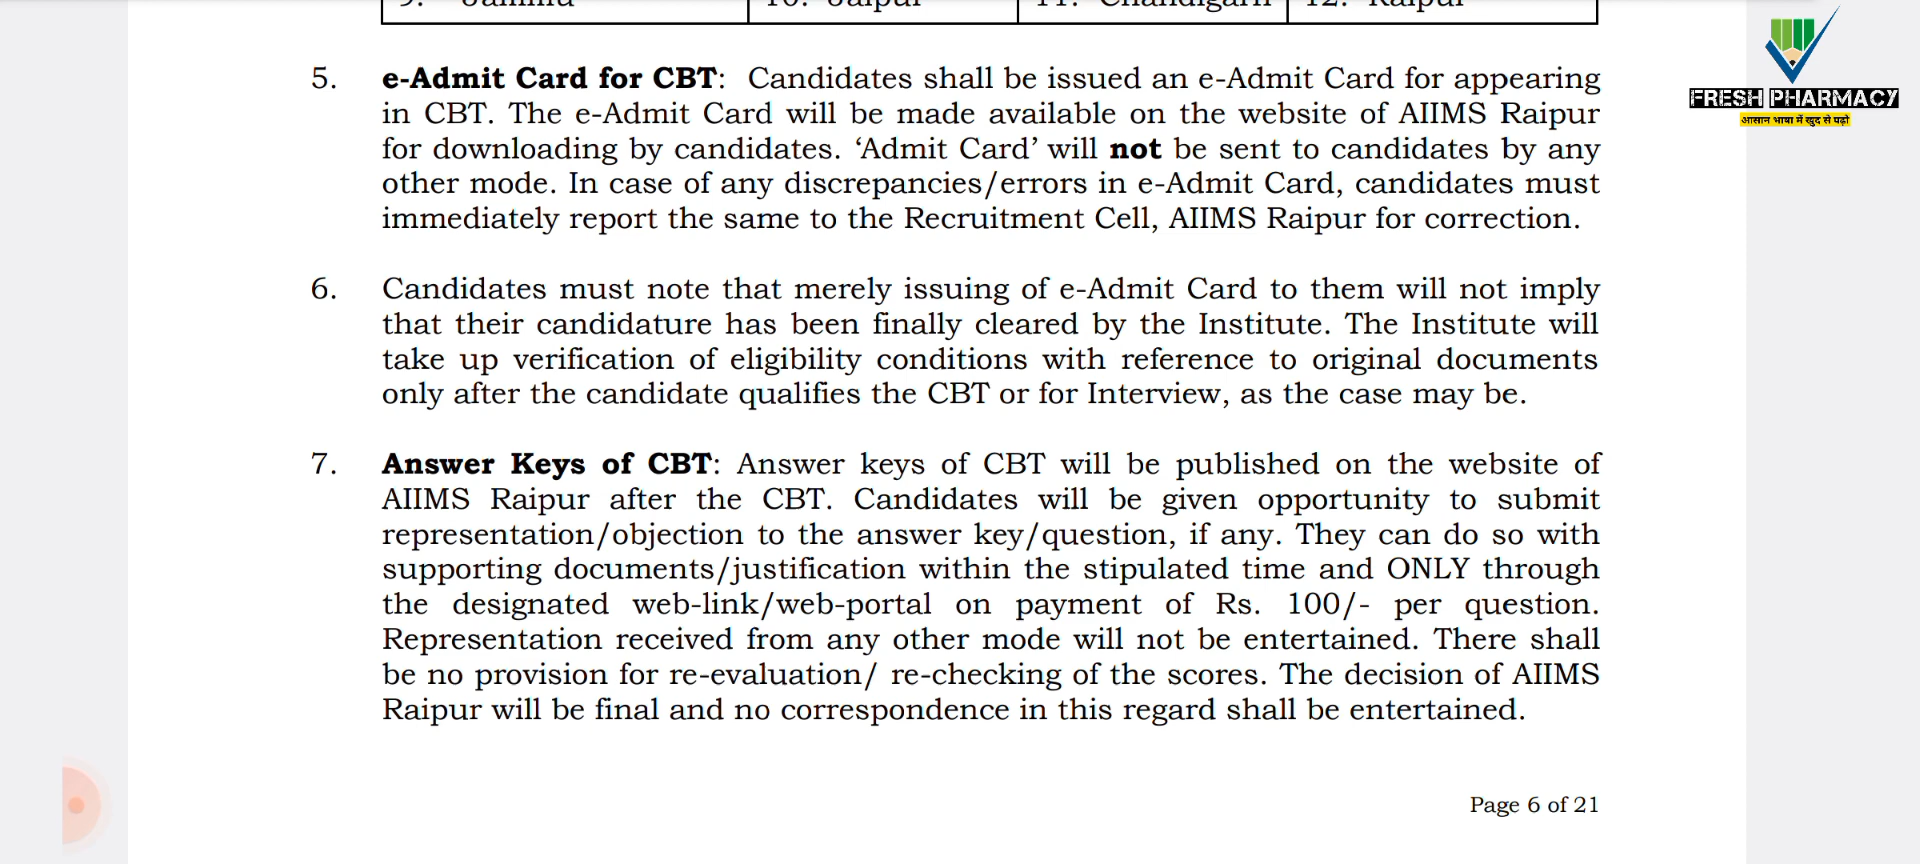 9. Jammu 10. Jaipur 11. Chandigarh 12. Raipur
5. e-Admit Card for CBT: Candidates shall be issued an e-Admit Card for appearing
in CBT. The e-Admit Card will be made available on the website of AIIMS Raipur
for downloading by candidates. ‘Admit Card’ will not be sent to candidates by any
other mode. In case of any discrepancies/errors in e-Admit Card, candidates must
immediately report the same to the Recruitment Cell, AIIMS Raipur for correction.
6. Candidates must note that merely issuing of e-Admit Card to them will not imply
that their candidature has been finally cleared by the Institute. The Institute will
take up verification of eligibility conditions with reference to original documents
only after the candidate qualifies the CBT or for Interview, as the case may be.
7. Answer Keys of CBT: Answer keys of CBT will be published on the website of
AIIMS Raipur after the CBT. Candidates will be given opportunity to submit
representation/objection to the answer key/question, if any. They can do so with
supporting documents/justification within the stipulated time and ONLY through
the designated web-link/web-portal on payment of Rs. 100/- per question.
Representation received from any other mode will not be entertained. There shall
be no provision for re-evaluation/ re-checking of the scores. The decision of AIIMS
Raipur will be final and no correspondence in this regard shall be entertained.
Page 6 of 21
FRESH PHARMACY
आसान भाषा में खुद से पढ़ो